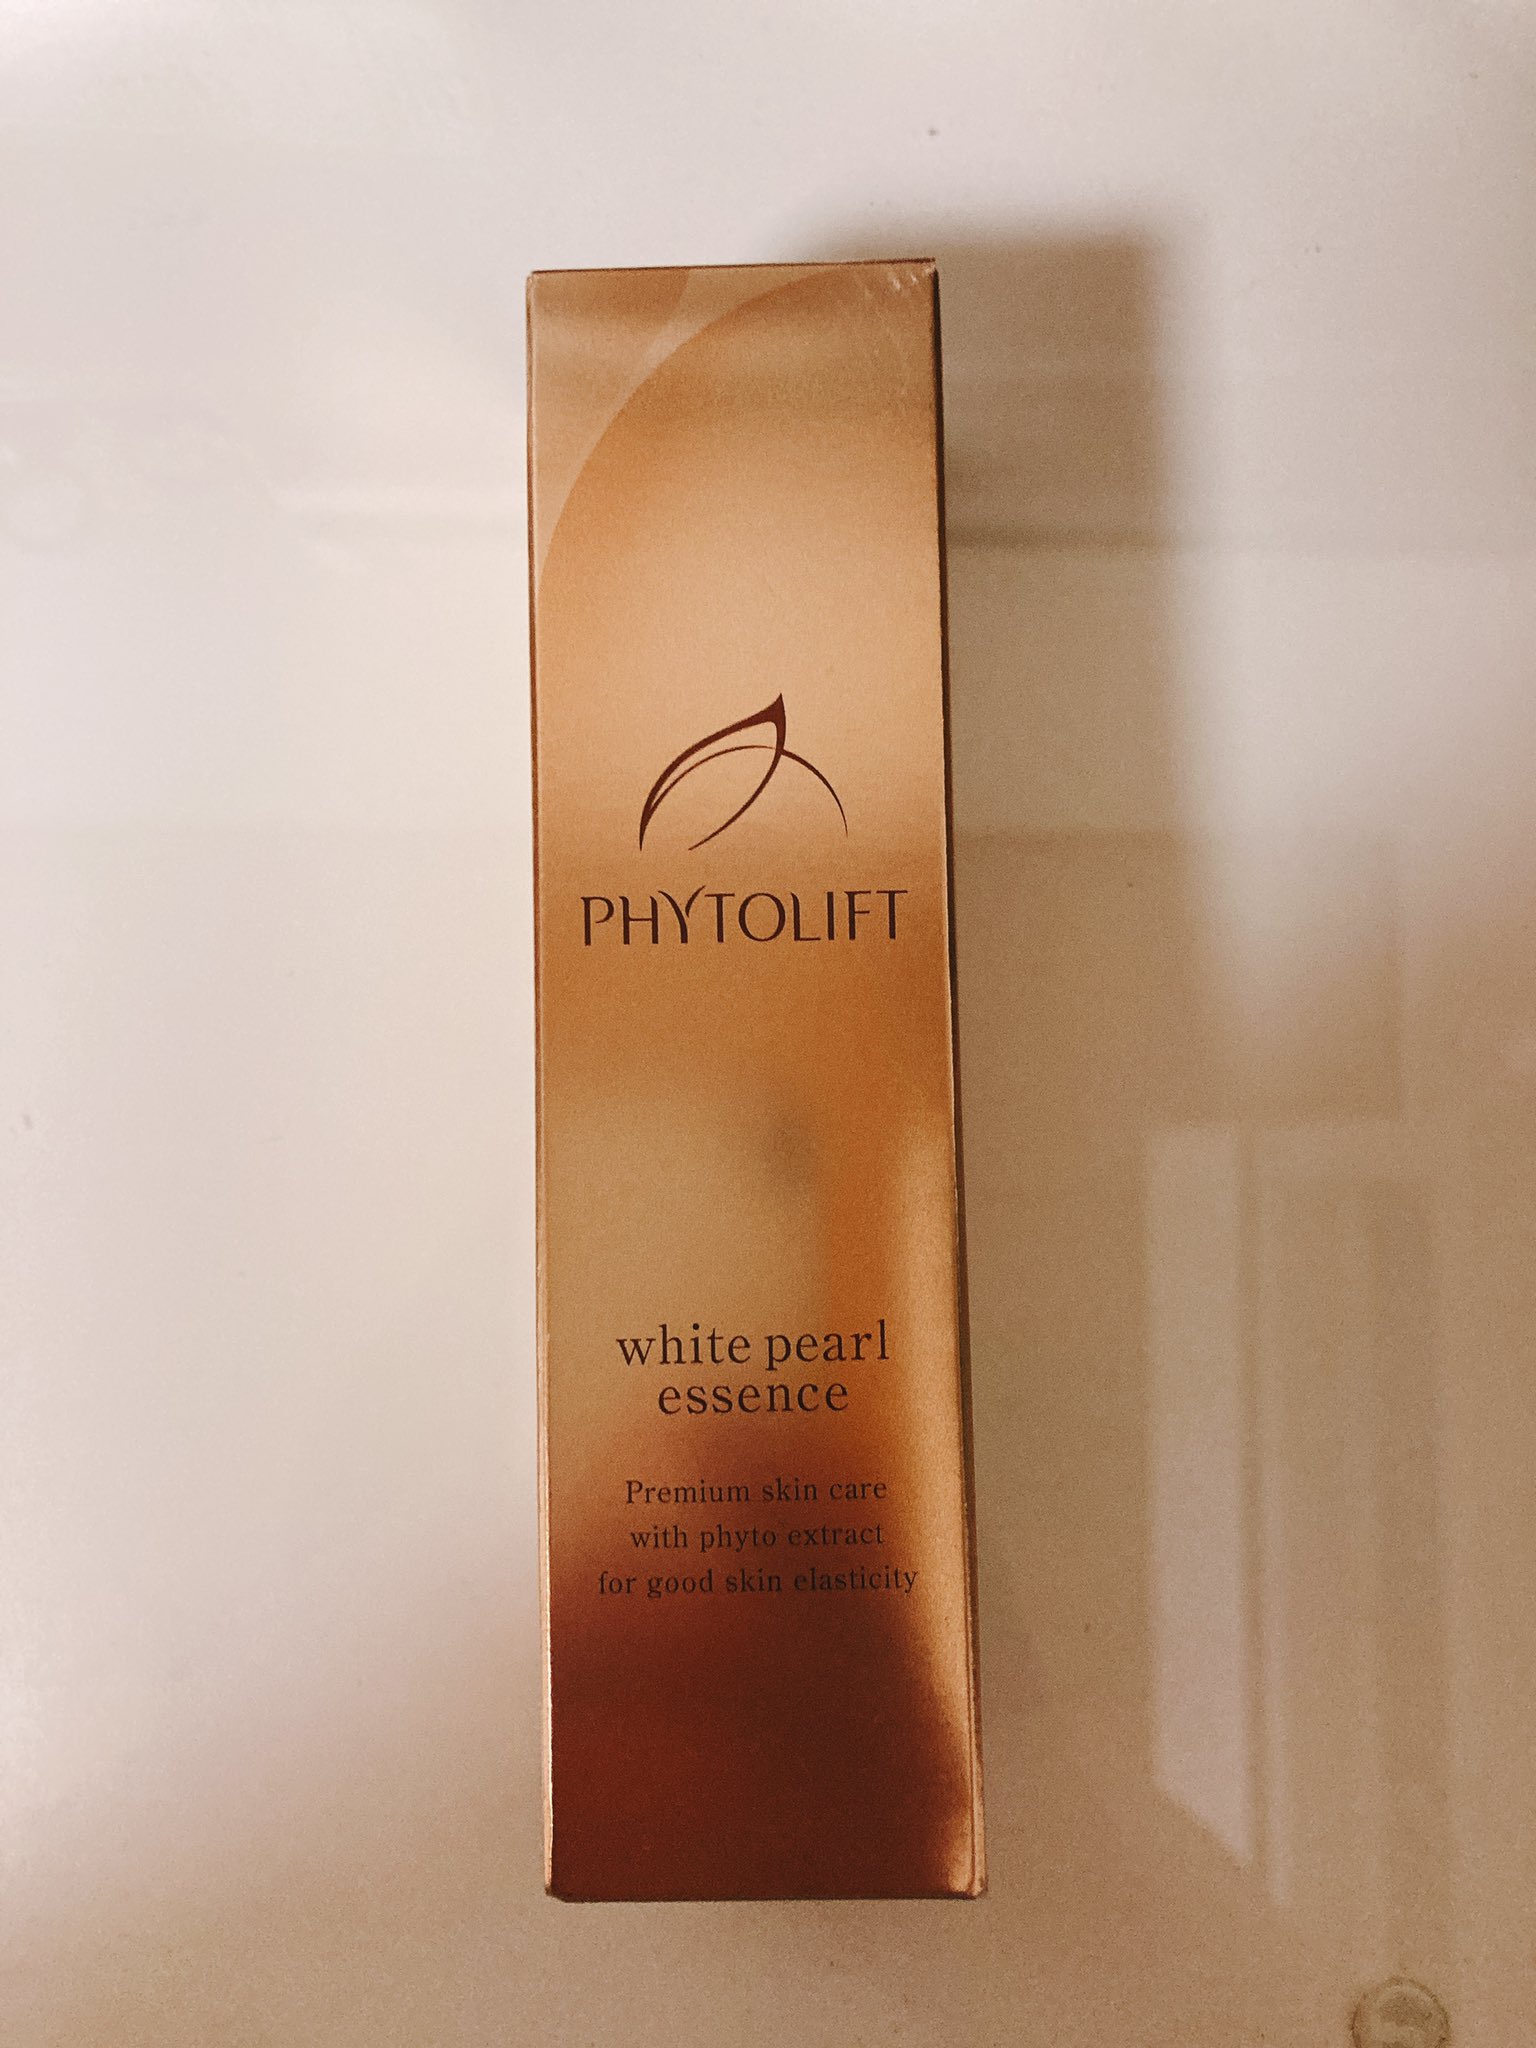 PHYTOLIFT
white pearl
essence
Premium skin care
with phyto extract
for good skin elasticity